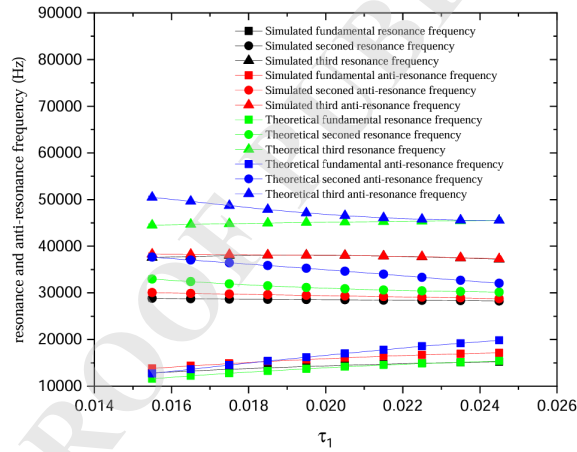 90000
80000
70000
60000
50000
40000
30000
20000
10000
resonance and anti-resonance frequency (Hz)
Simulated fundamental resonance frequency
Simulated seconed resonance frequency
Simulated third resonance frequency
Simulated fundamental anti-resonance frequency
Simulated seconed anti-resonance frequency
Simulated third anti-resonance frequency
Theoretical fundamental resonance frequency
Theoretical seconed resonance frequency
Theoretical third resonance frequency
Theoretical fundamental anti-resonance frequency
Theoretical seconed anti-resonance frequency
Theoretical third anti-resonance frequency
0.014 0.016 0.018 0.020 0.022 0.024 0.026
τ1
ROOF PUB